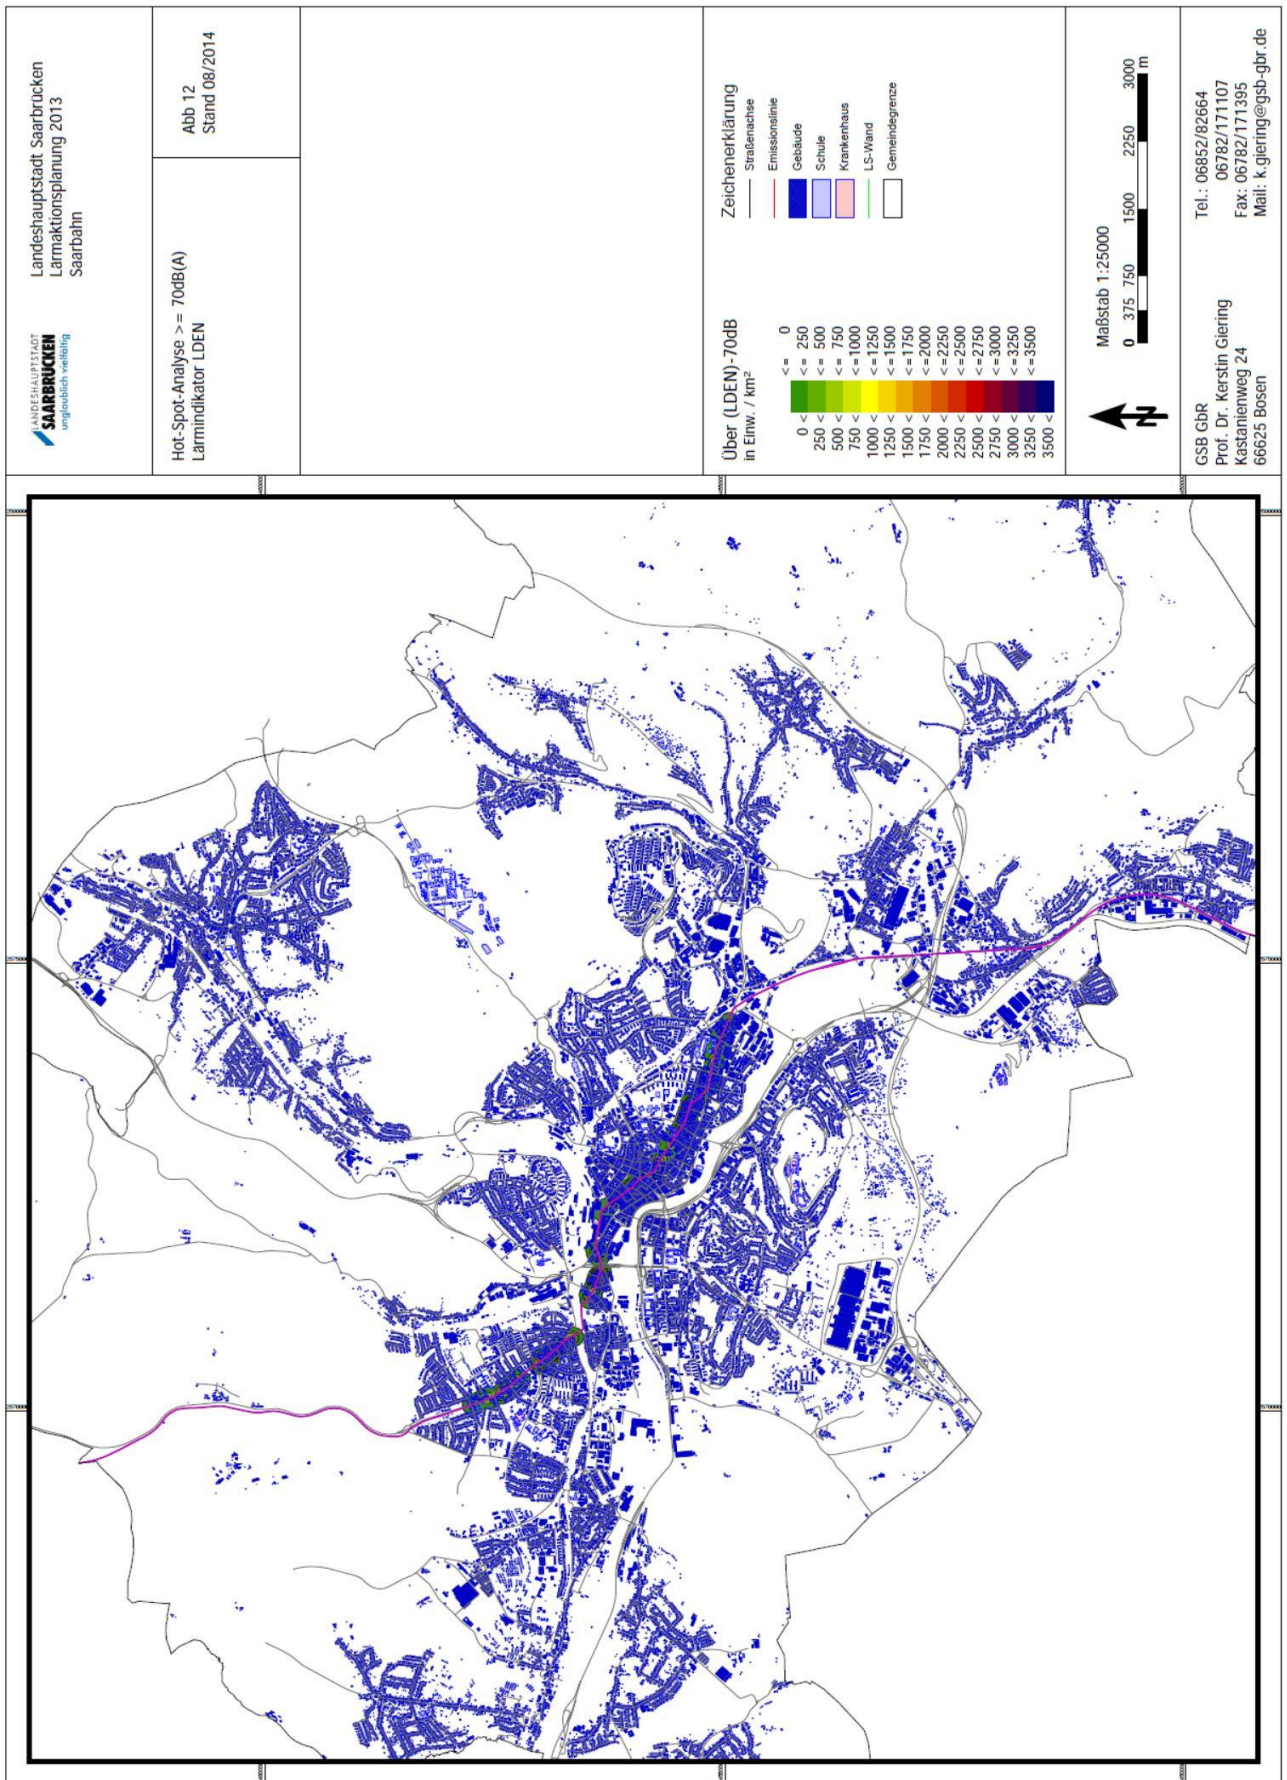 LANDESHAUPTSTADT
SAARBRÜCKEN
unglaublich vielfältig
Landeshauptstadt Saarbrücken
Lärmaktionsplanung 2013
Saarbahn
Hot-Spot-Analyse >= 70dB(A)
Lärmindikator LDEN
Abb 12
Stand 08/2014
Über (LDEN)-70dB
in Einw. / km²
<= 0
0 < <= 250
250 < <= 500
500 < <= 750
750 < <=1000
1000 < <=1250
1250 < <=1500
1500 < <=1750
1750 < <=2000
2000 < <=2250
2250 < <=2500
2500 < <=2750
2750 < <=3000
3000 < <=3250
3250 < <=3500
3500 <
Zeichenerklärung
Straßenachse
Emissionslinie
Gebäude
Schule
Krankenhaus
LS-Wand
Gemeindegrenze
N
Maßstab 1:25000
0 375 750 1500 2250 3000
m
GSB GbR
Prof. Dr. Kerstin Giering
Kastanienweg 24
66625 Bosen
Tel.: 06852/82664
06782/171107
Fax: 06782/171395
Mail: k.giering@gsb-gbr.de